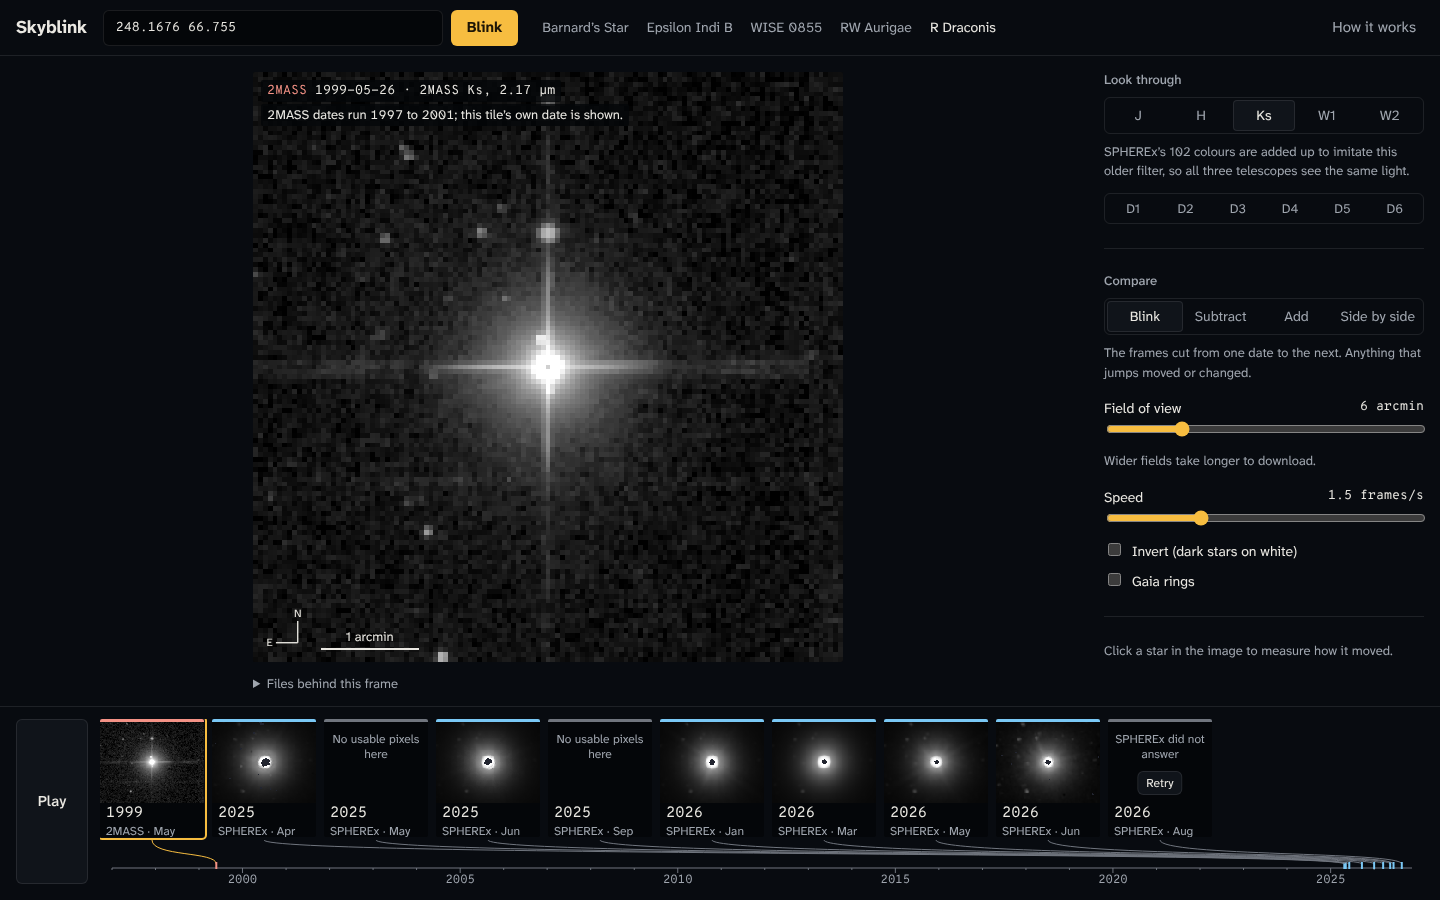 Skyblink
248.1676 66.755
Blink
Barnard's Star
Epsilon Indi B
WISE 0855
RW Aurigae
R Draconis
How it works
2MASS 1999-05-26 · 2MASS Ks, 2.17 µm
2MASS dates run 1997 to 2001; this tile's own date is shown.
N
E
1 arcmin
▶ Files behind this frame
Look through
J H Ks W1 W2
SPHEREx's 102 colours are added up to imitate this
older filter, so all three telescopes see the same light.
D1 D2 D3 D4 D5 D6
Compare
Blink Subtract Add Side by side
The frames cut from one date to the next. Anything that
jumps moved or changed.
Field of view 6 arcmin
Wider fields take longer to download.
Speed 1.5 frames/s
Invert (dark stars on white)
Gaia rings
Click a star in the image to measure how it moved.
Play
1999
2MASS · May
2025
SPHEREx · Apr
No usable pixels
here
2025
SPHEREx · May
2025
SPHEREx · Jun
No usable pixels
here
2025
SPHEREx · Sep
2026
SPHEREx · Jan
2026
SPHEREx · Mar
2026
SPHEREx · May
2026
SPHEREx · Jun
SPHEREx did not
answer
Retry
2026
SPHEREx · Aug
2000 2005 2010 2015 2020 2025